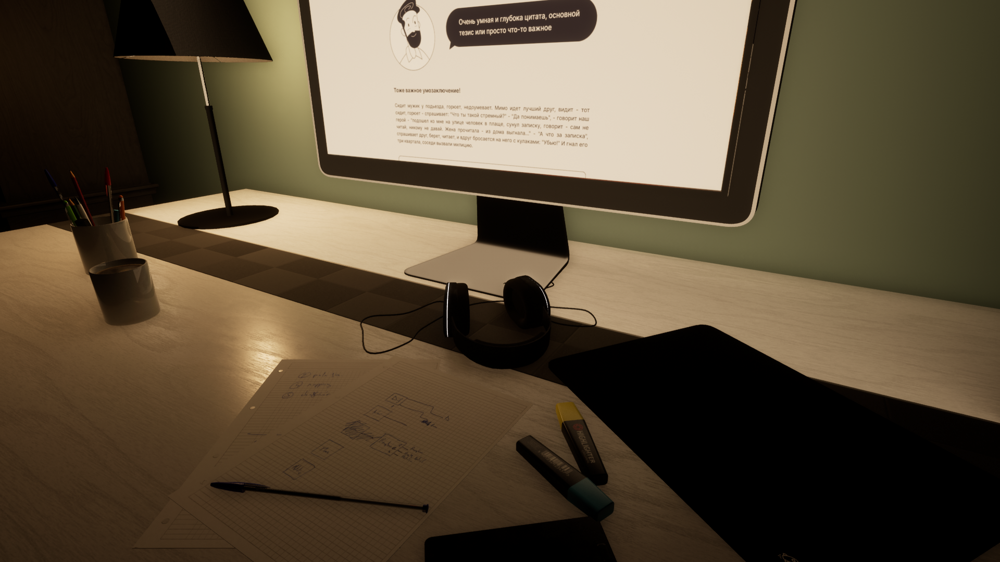 Очень умная и глубока цитата, основной
тезис или просто что-то важное
Тоже важное умозаключение!
Сидит мужик у подьезда, горюет, недоумевает. Мимо идет лучший друг, видит - тот
сидит, горюет - спрашивает: "Что ты такой стремный?" - "Да понимаешь", - говорит наш
герой - "подошел ко мне на улице человек в плаще, сунул записку, говорит - сам не
читай, никому не давай. Жена прочитала - из дома выгнала..." - "А что за записка",
спрашивает друг, берет, читает, и вдруг бросается на него с кулаками: "Убью!" И гнал его
три квартала, соседи вызвали милицию.
HIGHLIGHTER